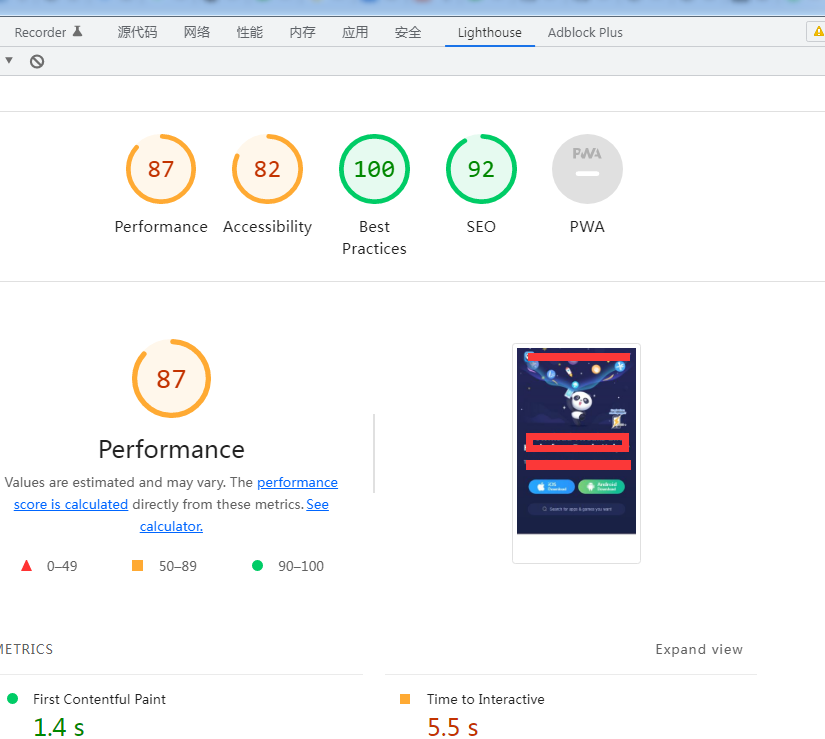 Recorder 源代码 网络 性能 内存 应用 安全 Lighthouse Adblock Plus
87 82 100 92 PWA
Performance Accessibility Best Practices SEO PWA
87
Performance
Values are estimated and may vary. The performance
score is calculated directly from these metrics. See
calculator.
0–49 50–89 90–100
iOS Download Android Download
Search for apps & games you want
METRICS Expand view
First Contentful Paint Time to Interactive
1.4 s 5.5 s